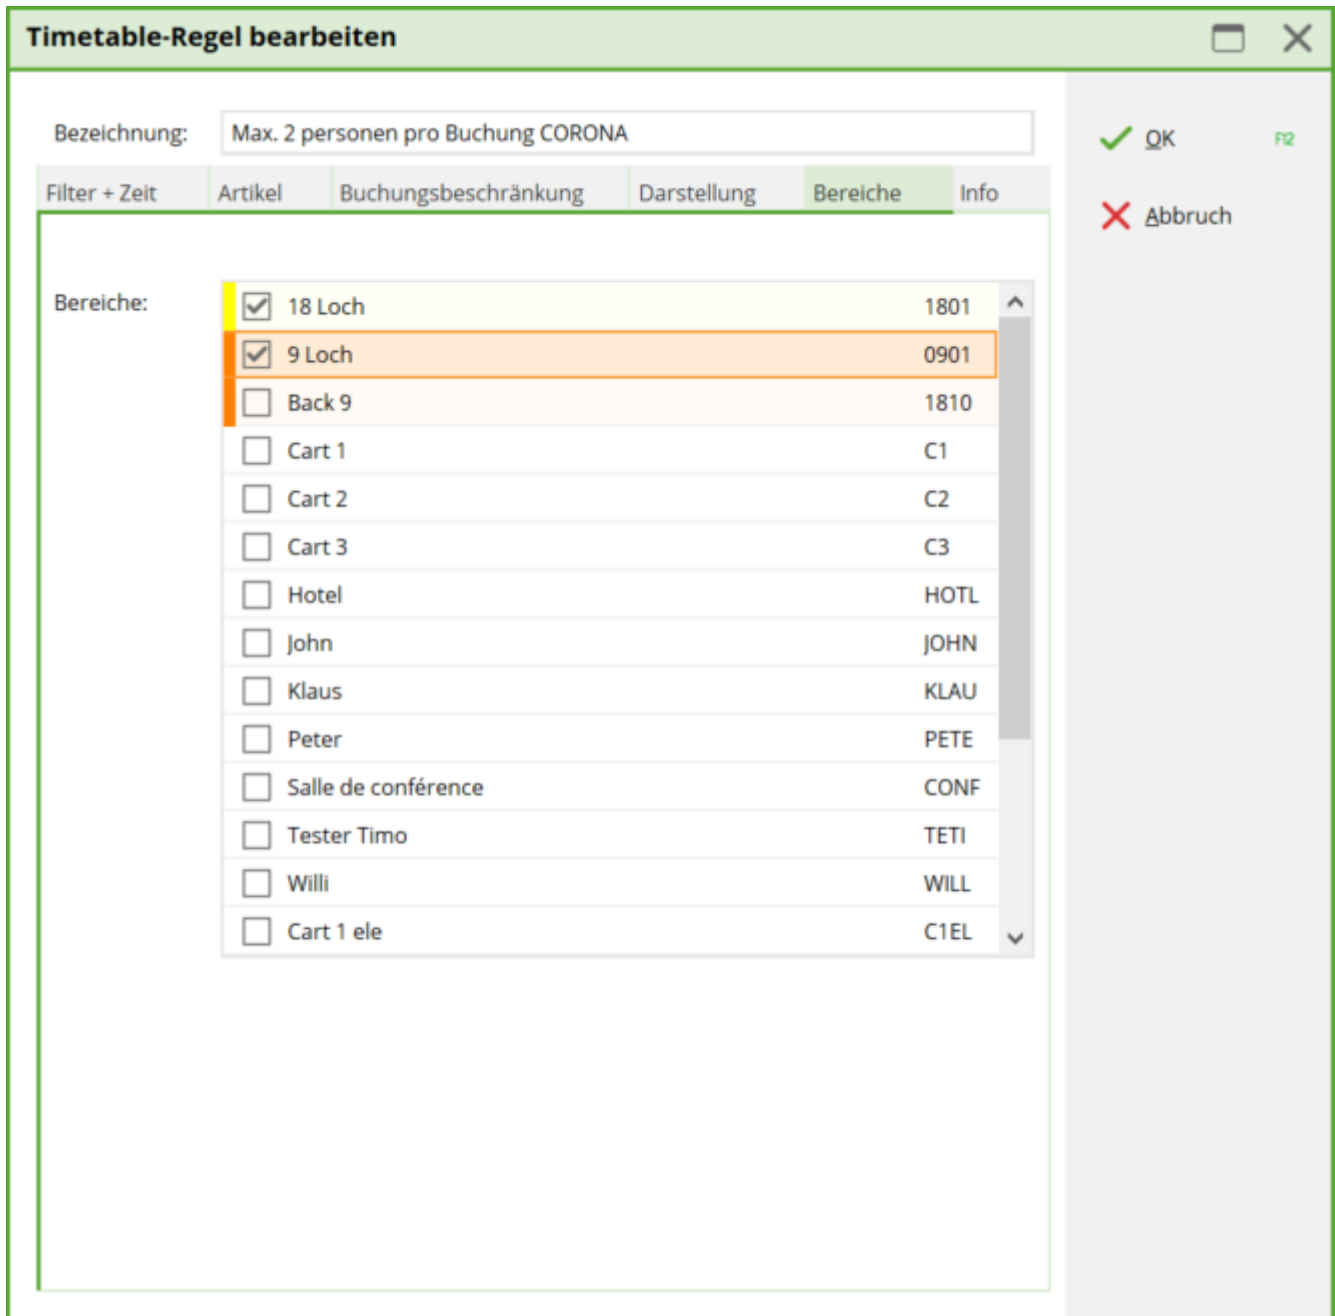 Timetable-Regel bearbeiten
Bezeichnung: Max. 2 personen pro Buchung CORONA
OK F12
Abbruch
Filter + Zeit Artikel Buchungsbeschränkung Darstellung Bereiche Info
Bereiche:
18 Loch 1801
9 Loch 0901
Back 9 1810
Cart 1 C1
Cart 2 C2
Cart 3 C3
Hotel HOTL
John JOHN
Klaus KLAU
Peter PETE
Salle de conférence CONF
Tester Timo TETI
Willi WILL
Cart 1 ele C1EL